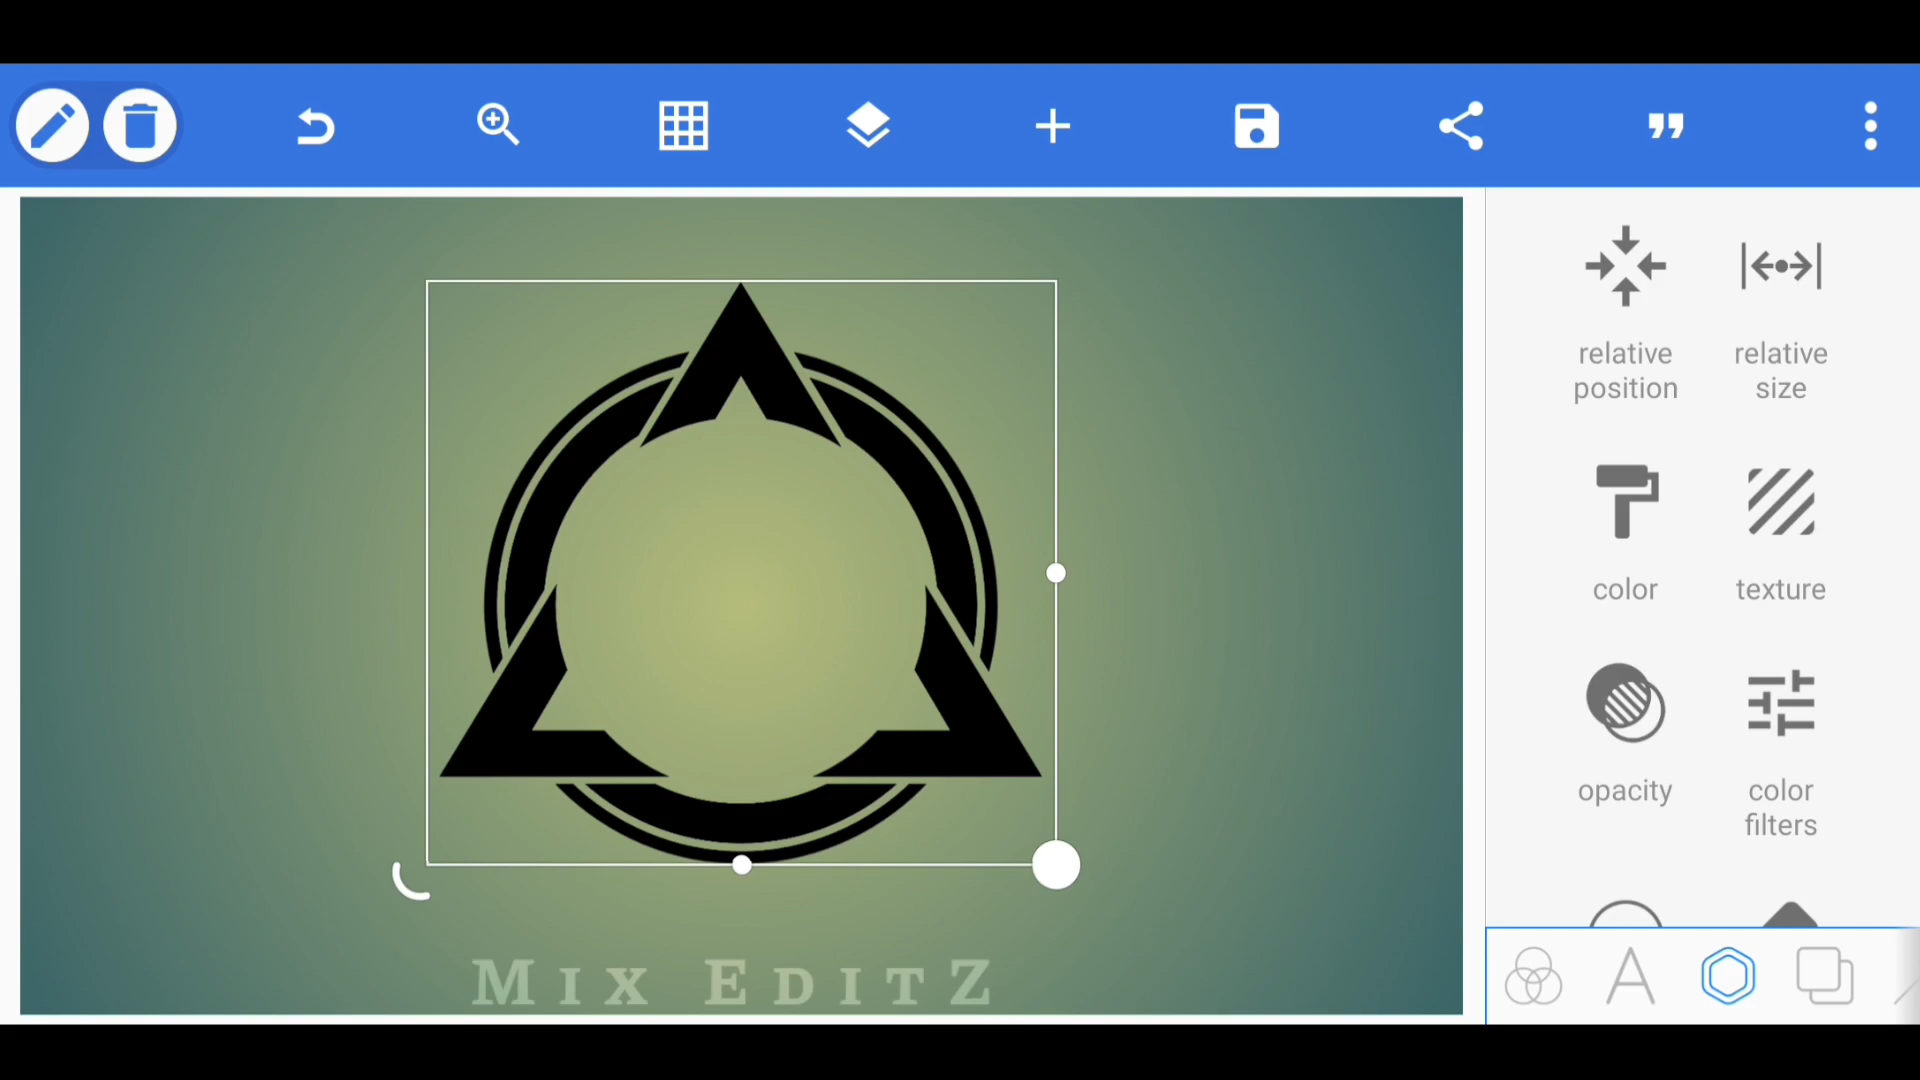 relative
position
relative
size
color
texture
opacity
color
filters
MIX EDITZ